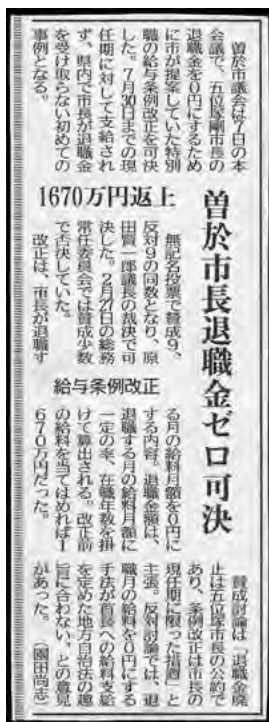 曽於市長退職金ゼロ可決
1670万円返上
給与条例改正
曽於市議会は7日の本
会議で、五位塚剛市長の
退職金を0円にするため
に市が提案していた特別
職の給与条例改正を可決
した。7月30日までの現
任期に対して支給され
ず、県内で市長が退職金
を受け取らない初めての
事例となる。
無記名投票で賛成9、
反対9の同数となり、原
田賢一郎議長の裁決で可
決した。2月27日の総務
常任委員会では賛成少数
で否決していた。
改正は、市長が退職す
る月の給料月額を0円に
する内容。退職金額は、
退職する月の給料月額に
一定の率、在職年数を掛
けて算出される。改正前
の給料を当てはめれば1
670万円だった。
賛成討論は「退職金廃
止は五位塚市長の公約で
あり、条例改正は市長の
現任期に限った措置」と
主張。反対討論では、退
職月の給料を0円にする
手法が首長への給料支給
を定めた地方自治法の趣
旨に合わない、との意見
があった。（園田尚志）